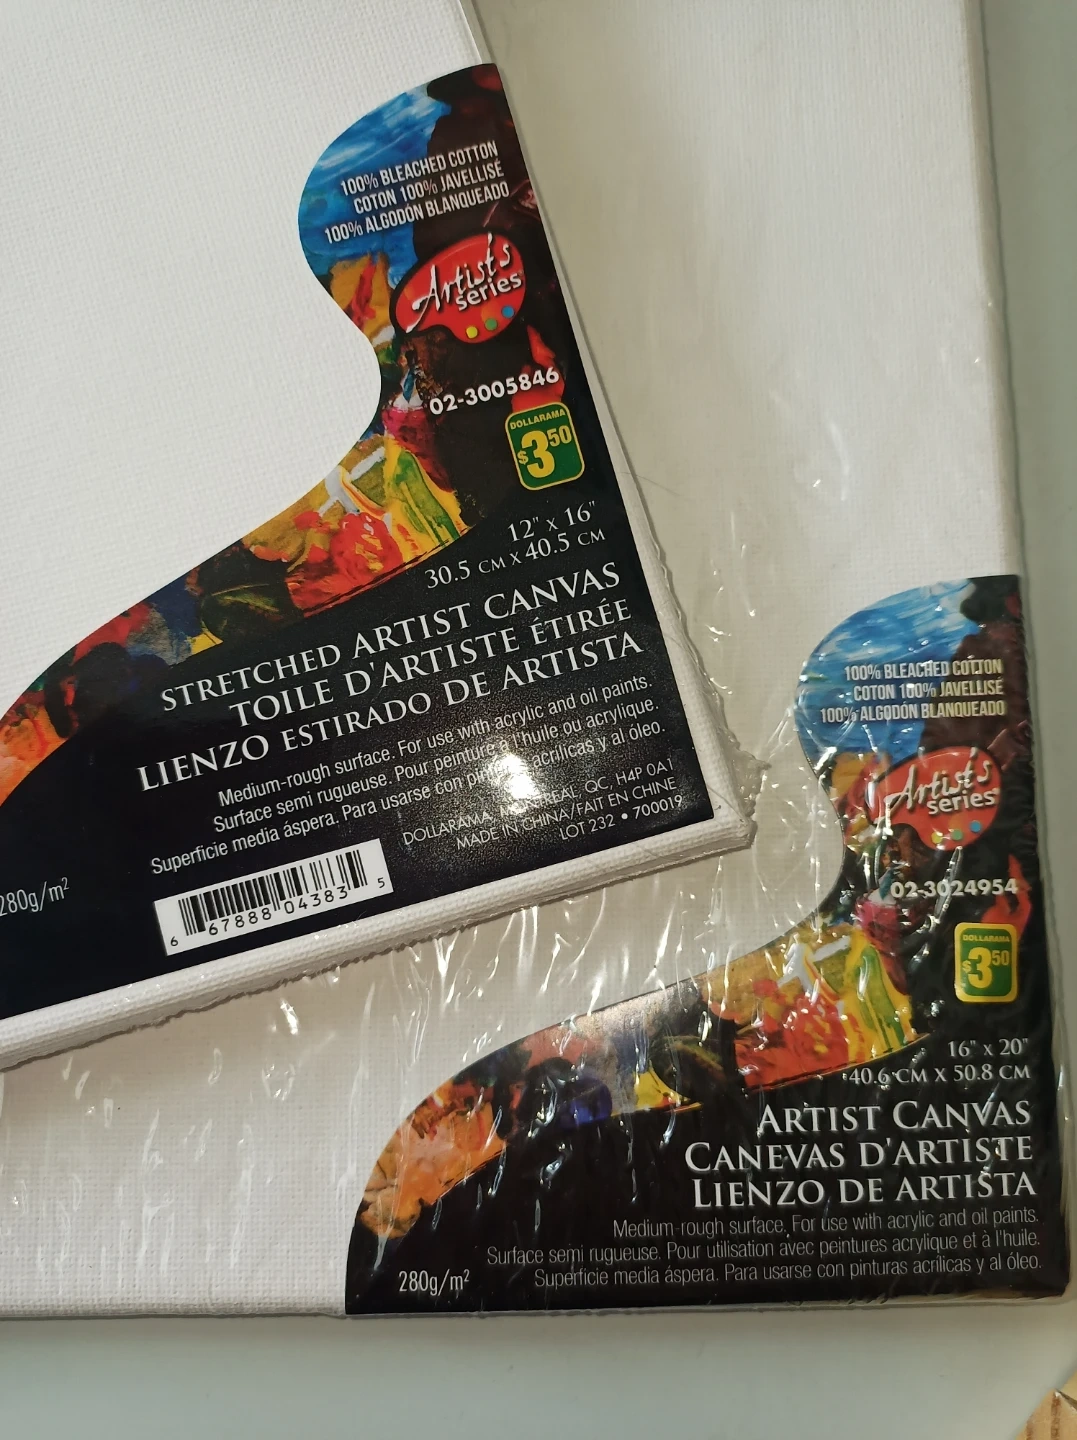 100% BLEACHED COTTON
COTON 100% JAVELLISÉ
100% ALGODÓN BLANQUEADO
Artist's
series
02-3005846
DOLLARAMA
$3.50
12" x 16"
30.5 CM X 40.5 CM
STRETCHED ARTIST CANVAS
TOILE D'ARTISTE ÉTIRÉE
LIENZO ESTIRADO DE ARTISTA
Medium-rough surface. For use with acrylic and oil paints.
Surface semi rugueuse. Pour peinture à l'huile ou acrylique.
Superficie media áspera. Para usarse con pinturas acrílicas y al óleo.
DOLLARAMA, MONTREAL, QC, H4P 0A1
MADE IN CHINA/FAIT EN CHINE
LOT 232 • 700019
280g/m²
6 67888 04383 5
100% BLEACHED COTTON
COTON 100% JAVELLISÉ
100% ALGODÓN BLANQUEADO
Artist's
series
02-3024954
DOLLARAMA
$3.50
16" x 20"
40.6 CM X 50.8 CM
ARTIST CANVAS
CANEVAS D'ARTISTE
LIENZO DE ARTISTA
Medium-rough surface. For use with acrylic and oil paints.
Surface semi rugueuse. Pour utilisation avec peintures acrylique et à l'huile.
Superficie media áspera. Para usarse con pinturas acrílicas y al óleo.
280g/m²